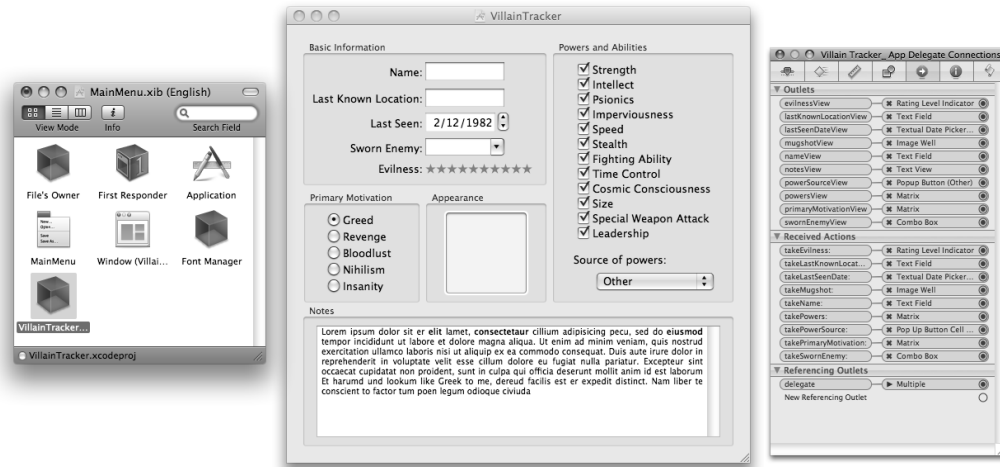 MainMenu.xib (English)
View Mode
Info
Search Field
File's Owner
First Responder
Application
New...
Open...
Save
Save As...
MainMenu
Window (Villai...
Font Manager
VillainTracker...
VillainTracker.xcodeproj
VillainTracker
Basic Information
Name:
Last Known Location:
Last Seen: 2/12/1982
Sworn Enemy:
Evilness: ★★★★★★★★★★
Primary Motivation
Greed
Revenge
Bloodlust
Nihilism
Insanity
Appearance
Powers and Abilities
Strength
Intellect
Psionics
Imperviousness
Speed
Stealth
Fighting Ability
Time Control
Cosmic Consciousness
Size
Special Weapon Attack
Leadership
Source of powers:
Other
Notes
Lorem ipsum dolor sit er elit lamet, consectetaur cillium adipisicing pecu, sed do eiusmod
tempor incididunt ut labore et dolore magna aliqua. Ut enim ad minim veniam, quis nostrud
exercitation ullamco laboris nisi ut aliquip ex ea commodo consequat. Duis aute irure dolor in
reprehenderit in voluptate velit esse cillum dolore eu fugiat nulla pariatur. Excepteur sint
occaecat cupidatat non proident, sunt in culpa qui officia deserunt mollit anim id est laborum
Et harumd und lookum like Greek to me, dereud facilis est er expedit distinct. Nam liber te
conscient to factor tum poen legum odioque civiuda
Villain Tracker_ App Delegate Connections
Outlets
evilnessView Rating Level Indicator
lastKnownLocationView Text Field
lastSeenDateView Textual Date Picker...
mugshotView Image Well
nameView Text Field
notesView Text View
powerSourceView Popup Button (Other)
powersView Matrix
primaryMotivationView Matrix
swornEnemyView Combo Box
Received Actions
takeEvilness: Rating Level Indicator
takeLastKnownLocat... Text Field
takeLastSeenDate: Textual Date Picker...
takeMugshot: Image Well
takeName: Text Field
takePowers: Matrix
takePowerSource: Pop Up Button Cell ...
takePrimaryMotivation: Matrix
takeSwornEnemy: Combo Box
Referencing Outlets
delegate Multiple
New Referencing Outlet